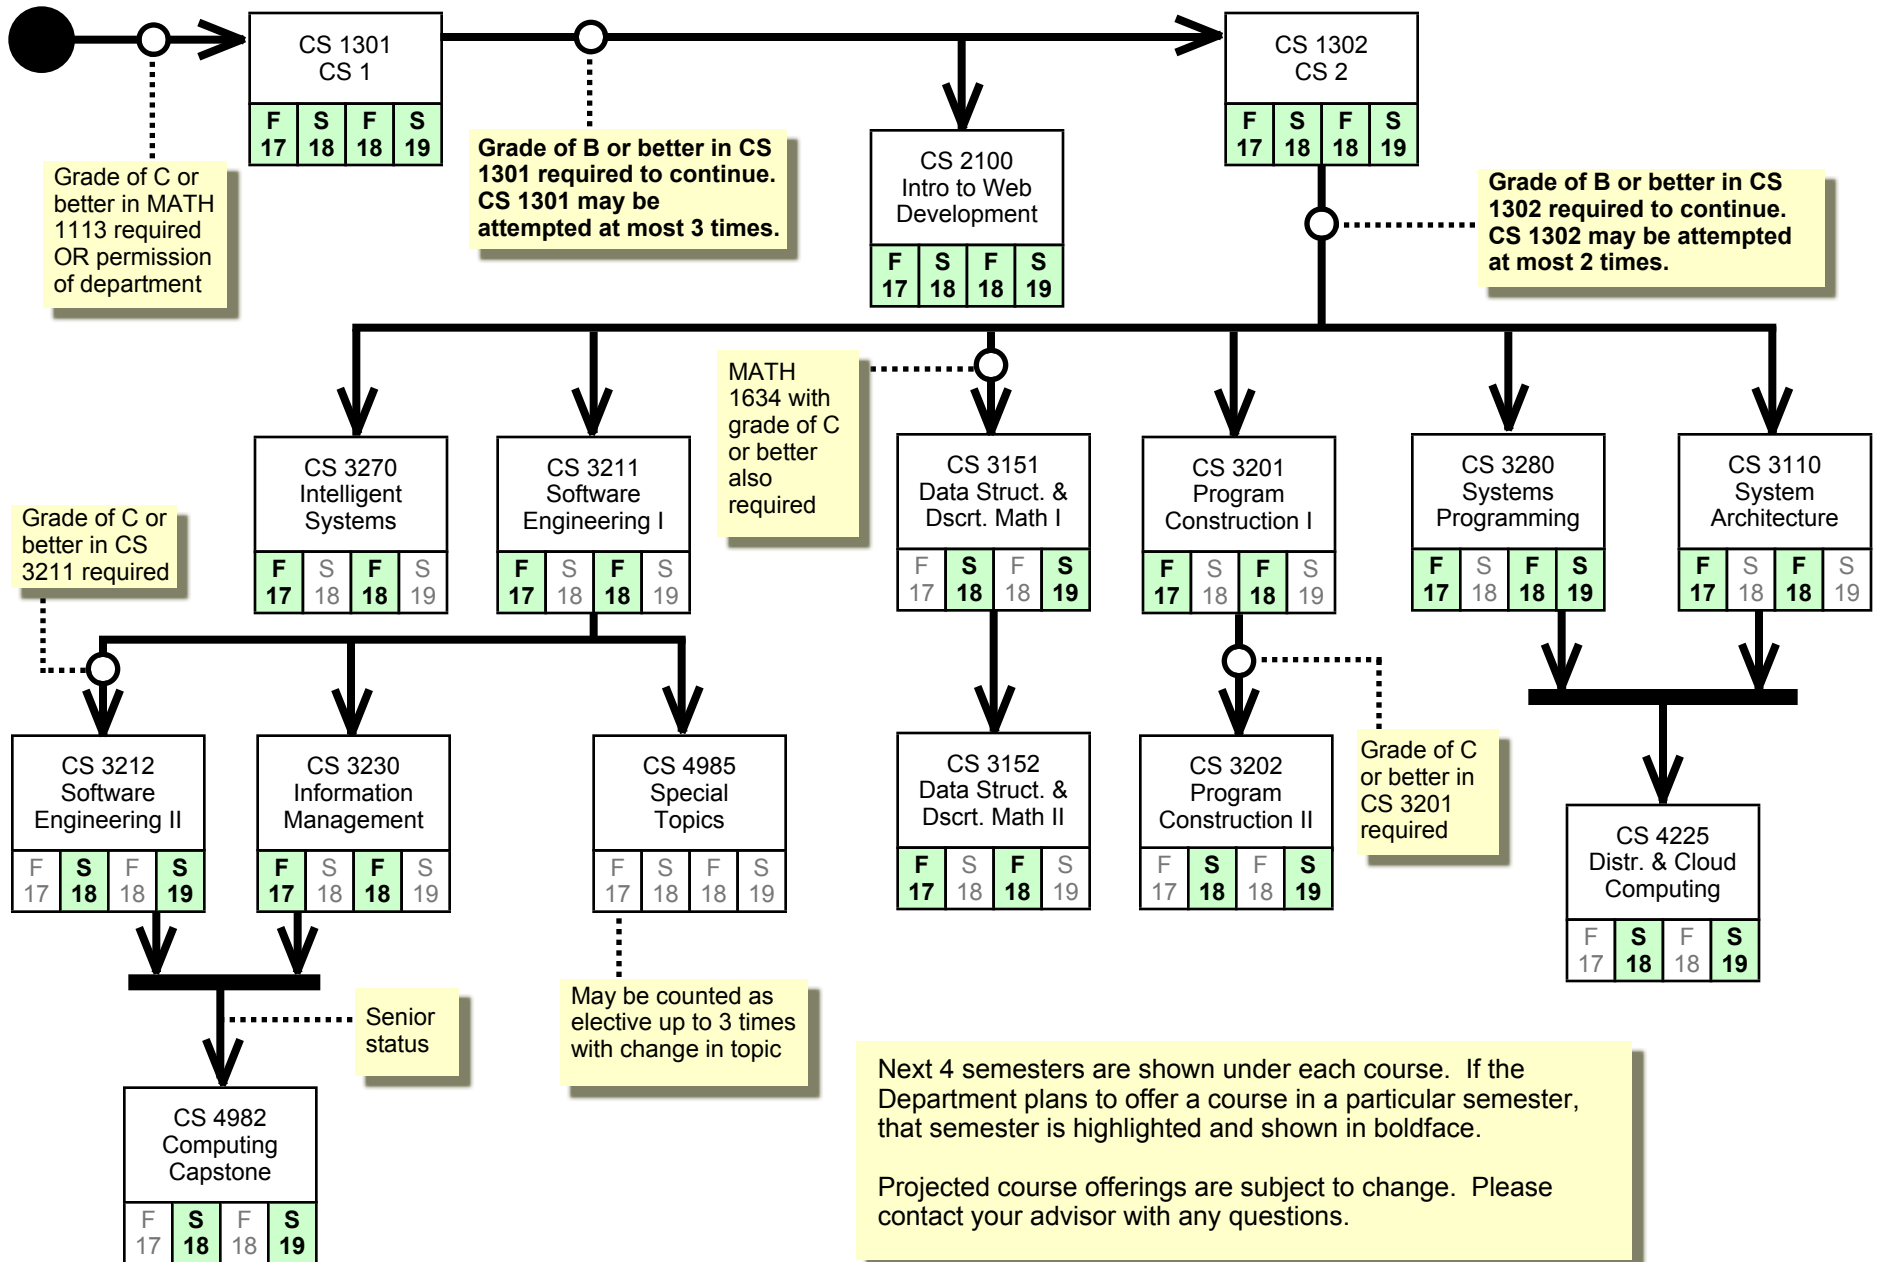 CS 1301
CS 1
F S F S
17 18 18 19
Grade of C or
better in MATH
1113 required
OR permission
of department
Grade of B or better in CS
1301 required to continue.
CS 1301 may be
attempted at most 3 times.
CS 2100
Intro to Web
Development
F S F S
17 18 18 19
CS 1302
CS 2
F S F S
17 18 18 19
Grade of B or better in CS
1302 required to continue.
CS 1302 may be attempted
at most 2 times.
MATH
1634 with
grade of C
or better
also
required
CS 3270
Intelligent
Systems
F S F S
17 18 18 19
CS 3211
Software
Engineering I
F S F S
17 18 18 19
CS 3151
Data Struct. &
Dscrt. Math I
F S F S
17 18 18 19
CS 3201
Program
Construction I
F S F S
17 18 18 19
CS 3280
Systems
Programming
F S F S
17 18 18 19
CS 3110
System
Architecture
F S F S
17 18 18 19
Grade of C or
better in CS
3211 required
CS 3212
Software
Engineering II
F S F S
17 18 18 19
CS 3230
Information
Management
F S F S
17 18 18 19
CS 4985
Special
Topics
F S F S
17 18 18 19
CS 3152
Data Struct. &
Dscrt. Math II
F S F S
17 18 18 19
CS 3202
Program
Construction II
F S F S
17 18 18 19
Grade of C
or better in
CS 3201
required
CS 4225
Distr. & Cloud
Computing
F S F S
17 18 18 19
Senior
status
May be counted as
elective up to 3 times
with change in topic
CS 4982
Computing
Capstone
F S F S
17 18 18 19
Next 4 semesters are shown under each course. If the
Department plans to offer a course in a particular semester,
that semester is highlighted and shown in boldface.
Projected course offerings are subject to change. Please
contact your advisor with any questions.